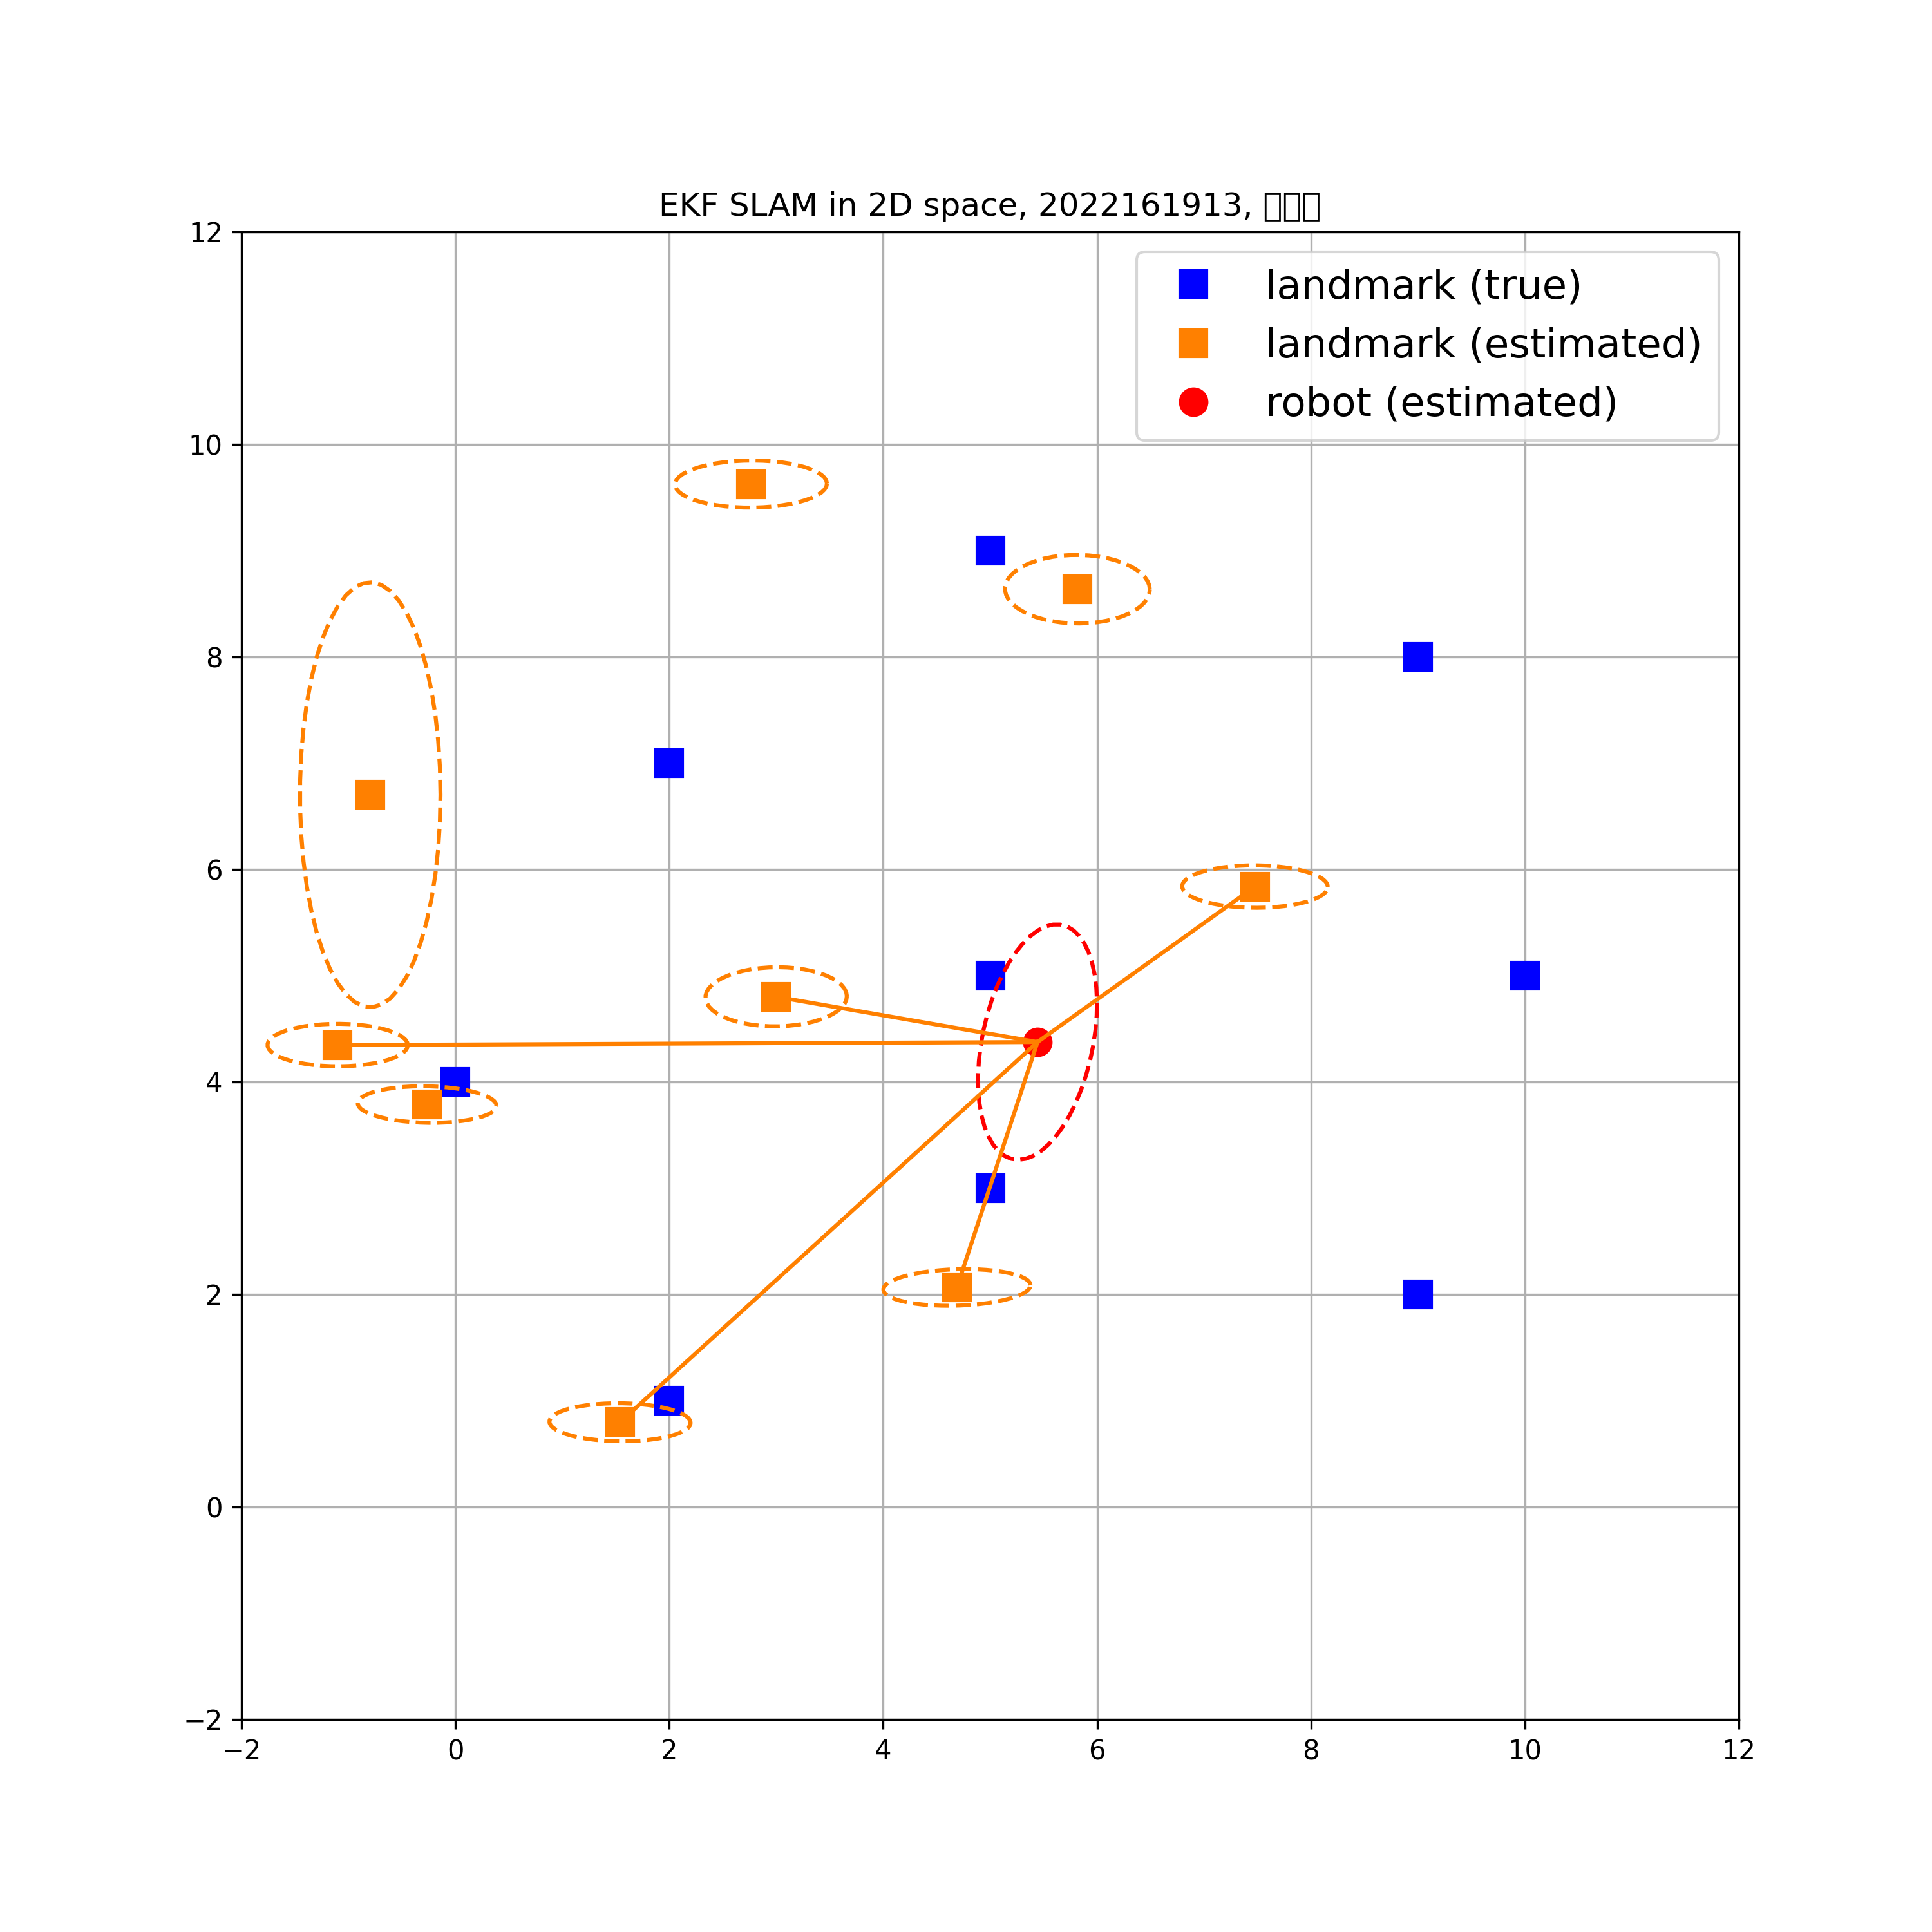 EKF SLAM in 2D space, 2022161913,
landmark (true)
landmark (estimated)
robot (estimated)
12
10
8
6
4
2
0
−2
−2 0 2 4 6 8 10 12